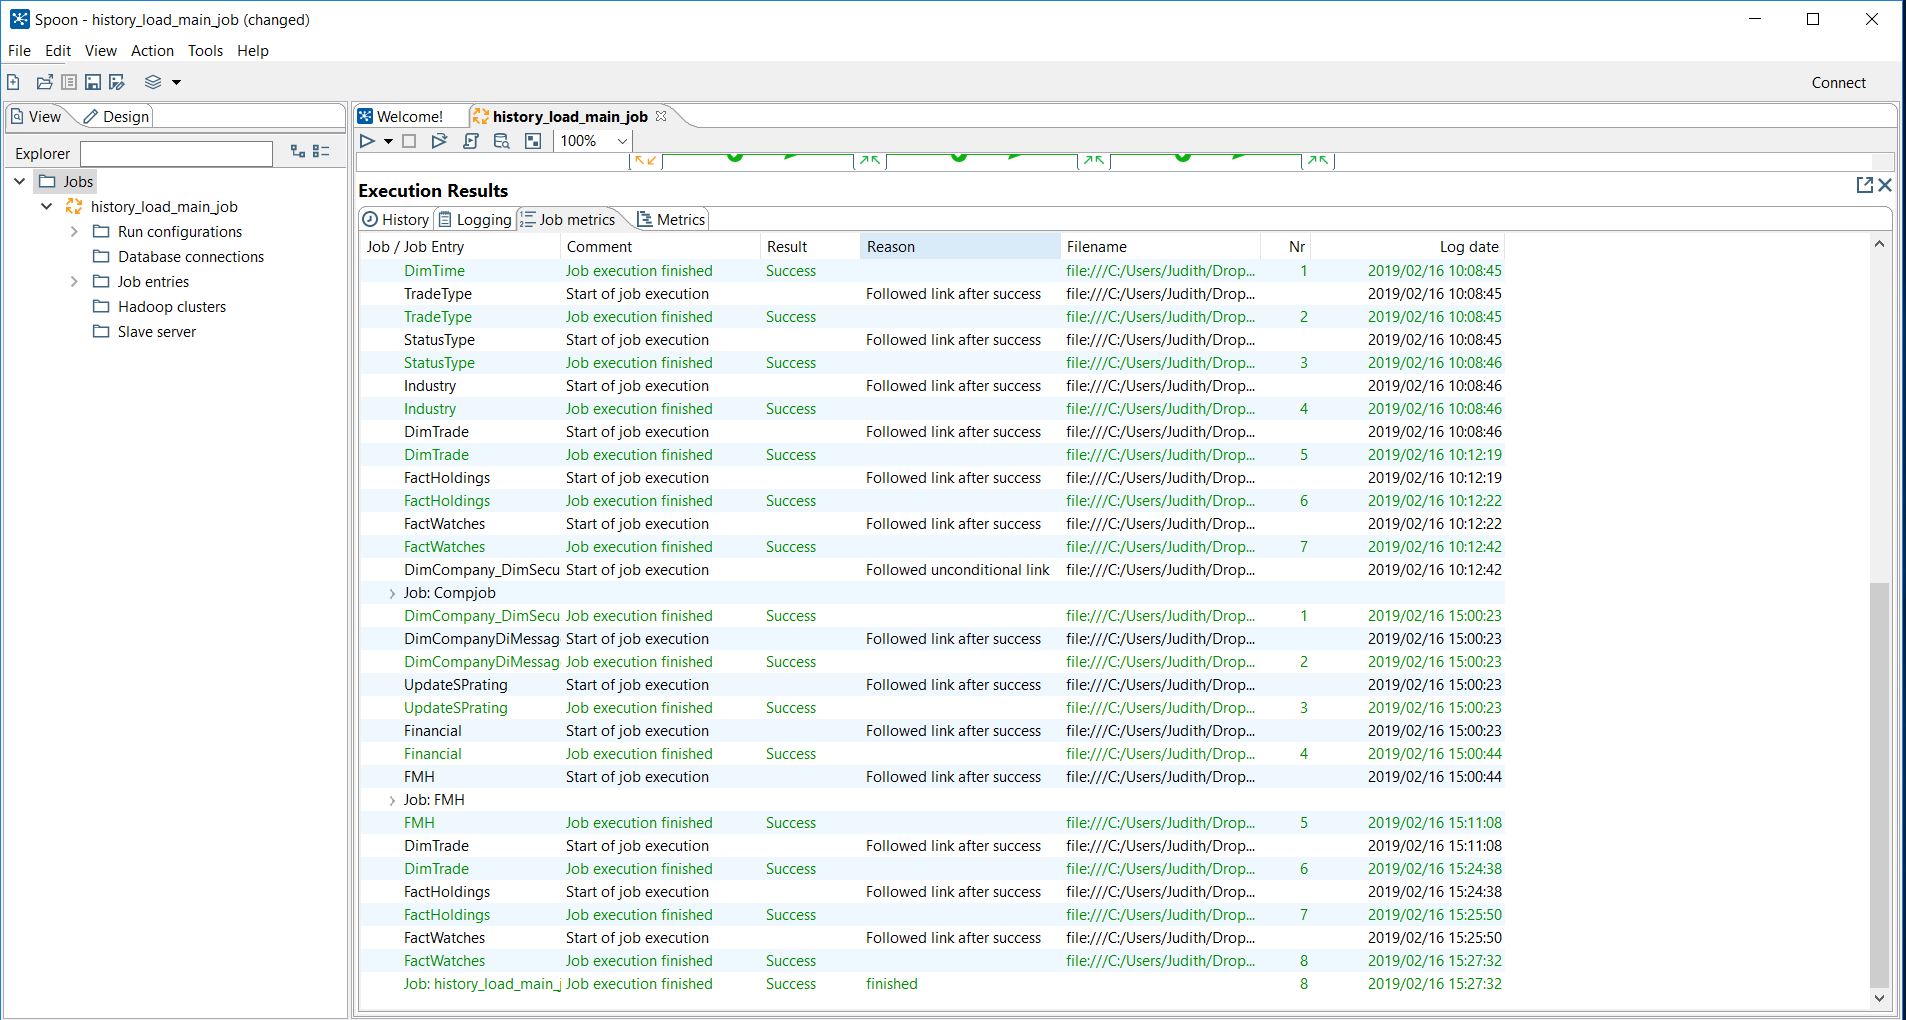 Spoon - history_load_main_job (changed)
File Edit View Action Tools Help
Connect
View Design
Explorer
Jobs
history_load_main_job
Run configurations
Database connections
Job entries
Hadoop clusters
Slave server
Welcome! history_load_main_job
100%
Execution Results
History Logging Job metrics Metrics
Job / Job Entry Comment Result Reason Filename Nr Log date
DimTime Job execution finished Success file:///C:/Users/Judith/Drop... 1 2019/02/16 10:08:45
TradeType Start of job execution Followed link after success file:///C:/Users/Judith/Drop... 2019/02/16 10:08:45
TradeType Job execution finished Success file:///C:/Users/Judith/Drop... 2 2019/02/16 10:08:45
StatusType Start of job execution Followed link after success file:///C:/Users/Judith/Drop... 2019/02/16 10:08:45
StatusType Job execution finished Success file:///C:/Users/Judith/Drop... 3 2019/02/16 10:08:46
Industry Start of job execution Followed link after success file:///C:/Users/Judith/Drop... 2019/02/16 10:08:46
Industry Job execution finished Success file:///C:/Users/Judith/Drop... 4 2019/02/16 10:08:46
DimTrade Start of job execution Followed link after success file:///C:/Users/Judith/Drop... 2019/02/16 10:08:46
DimTrade Job execution finished Success file:///C:/Users/Judith/Drop... 5 2019/02/16 10:12:19
FactHoldings Start of job execution Followed link after success file:///C:/Users/Judith/Drop... 2019/02/16 10:12:19
FactHoldings Job execution finished Success file:///C:/Users/Judith/Drop... 6 2019/02/16 10:12:22
FactWatches Start of job execution Followed link after success file:///C:/Users/Judith/Drop... 2019/02/16 10:12:22
FactWatches Job execution finished Success file:///C:/Users/Judith/Drop... 7 2019/02/16 10:12:42
DimCompany_DimSecu Start of job execution Followed unconditional link file:///C:/Users/Judith/Drop... 2019/02/16 10:12:42
Job: Compjob
DimCompany_DimSecu Job execution finished Success file:///C:/Users/Judith/Drop... 1 2019/02/16 15:00:23
DimCompanyDiMessag Start of job execution Followed link after success file:///C:/Users/Judith/Drop... 2019/02/16 15:00:23
DimCompanyDiMessag Job execution finished Success file:///C:/Users/Judith/Drop... 2 2019/02/16 15:00:23
UpdateSPrating Start of job execution Followed link after success file:///C:/Users/Judith/Drop... 2019/02/16 15:00:23
UpdateSPrating Job execution finished Success file:///C:/Users/Judith/Drop... 3 2019/02/16 15:00:23
Financial Start of job execution Followed link after success file:///C:/Users/Judith/Drop... 2019/02/16 15:00:23
Financial Job execution finished Success file:///C:/Users/Judith/Drop... 4 2019/02/16 15:00:44
FMH Start of job execution Followed link after success file:///C:/Users/Judith/Drop... 2019/02/16 15:00:44
Job: FMH
FMH Job execution finished Success file:///C:/Users/Judith/Drop... 5 2019/02/16 15:11:08
DimTrade Start of job execution Followed link after success file:///C:/Users/Judith/Drop... 2019/02/16 15:11:08
DimTrade Job execution finished Success file:///C:/Users/Judith/Drop... 6 2019/02/16 15:24:38
FactHoldings Start of job execution Followed link after success file:///C:/Users/Judith/Drop... 2019/02/16 15:24:38
FactHoldings Job execution finished Success file:///C:/Users/Judith/Drop... 7 2019/02/16 15:25:50
FactWatches Start of job execution Followed link after success file:///C:/Users/Judith/Drop... 2019/02/16 15:25:50
FactWatches Job execution finished Success file:///C:/Users/Judith/Drop... 8 2019/02/16 15:27:32
Job: history_load_main_j Job execution finished Success finished 8 2019/02/16 15:27:32